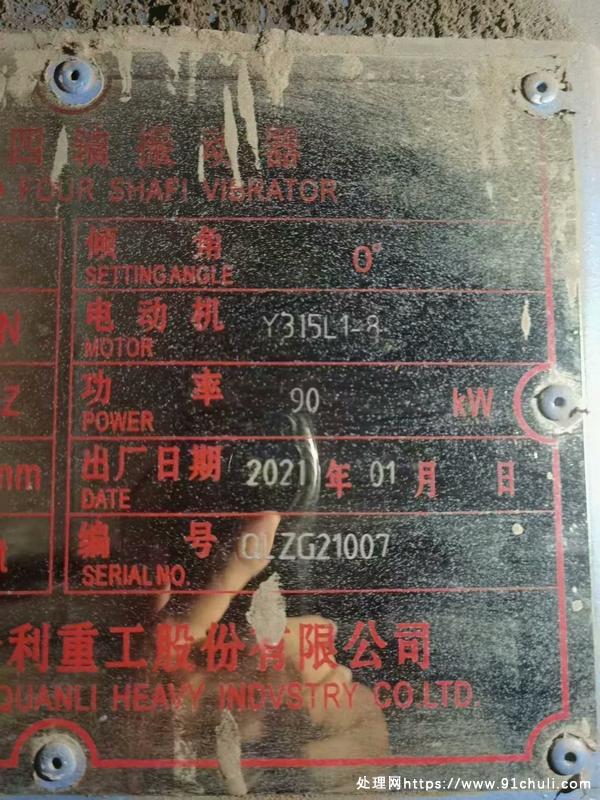 四轴振动器
FOUR SHAFI VIBRATOR
倾 角 0°
SETTING ANGLE
N
电动机 Y315L1-8
MOTOR
Z
功 率 90 kW
POWER
mm
出厂日期 2021 年 01 月 日
DATE
t
编 号 QLZG21007
SERIAL NO.
利重工股份有限公司
QUANLI HEAVY INDVSTRY CO.LTD.
处理网https://www.91chuli.com